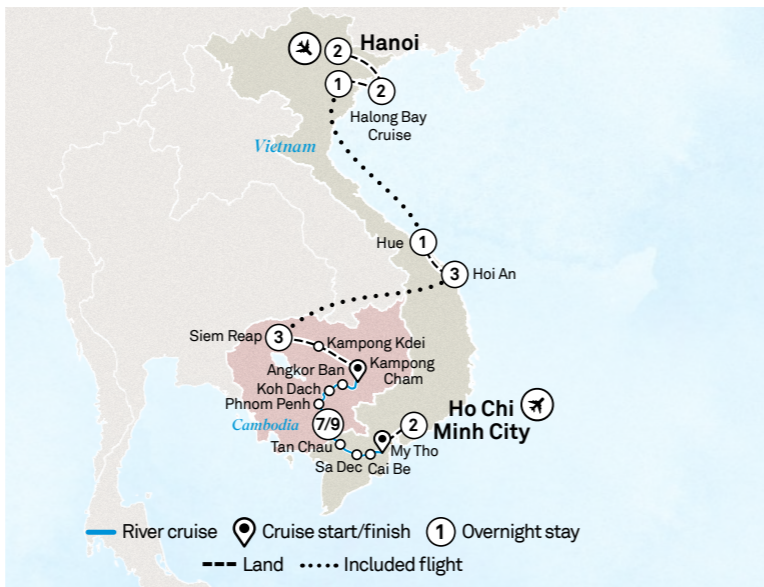 2
Hanoi
1
2
Halong Bay
Cruise
Vietnam
Hue
1
3
Hoi An
Siem Reap
3
Kampong Kdei
Kampong
Cham
Angkor Ban
Koh Dach
Phnom Penh
Cambodia
7/9
2
Ho Chi
Minh City
Tan Chau
My Tho
Sa Dec
Cai Be
River cruise
Cruise start/finish
1
Overnight stay
Land
Included flight